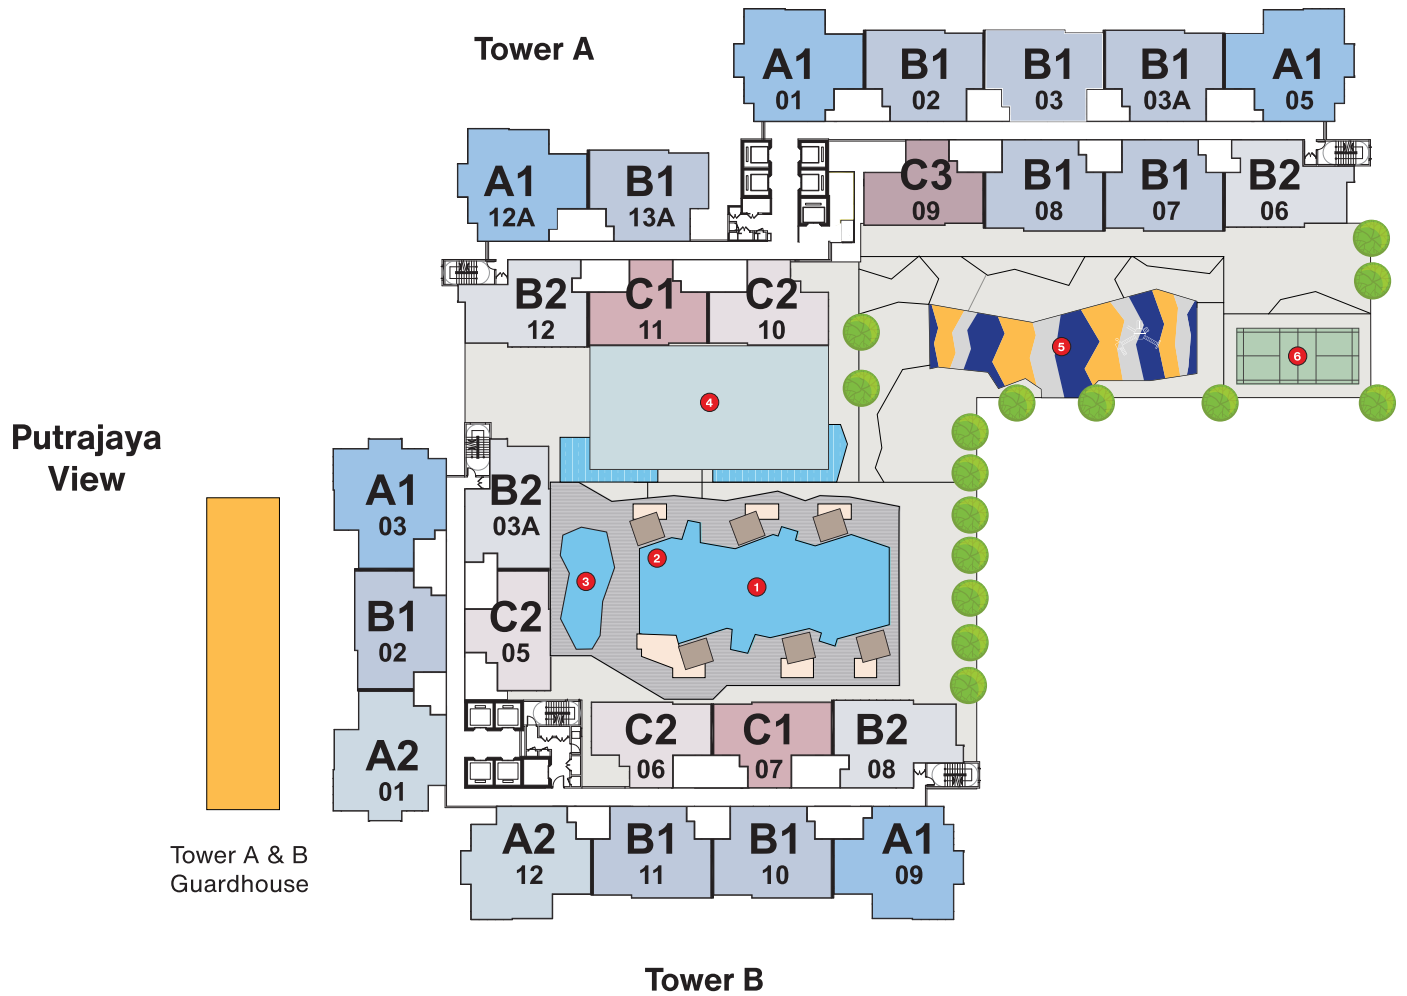 Tower A
A1
01
B1
02
B1
03
B1
03A
A1
05
A1
12A
B1
13A
C3
09
B1
08
B1
07
B2
06
B2
12
C1
11
C2
10
5
6
4
Putrajaya
View
A1
03
B2
03A
2
3
1
B1
02
C2
05
A2
01
C2
06
C1
07
B2
08
A2
12
B1
11
B1
10
A1
09
Tower A & B
Guardhouse
Tower B